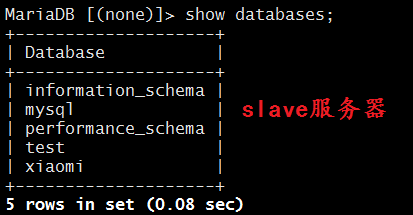 MariaDB [(none)]> show databases;
+--------------------+
| Database           |
+--------------------+
| information_schema |
| mysql              |
| performance_schema |
| test               |
| xiaomi             |
+--------------------+
5 rows in set (0.08 sec)
slave服务器